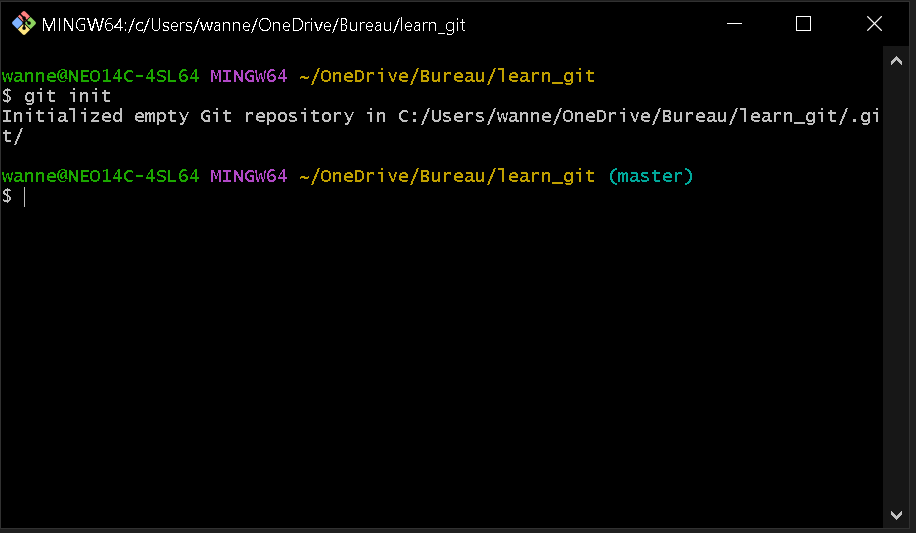 MINGW64:/c/Users/wanne/OneDrive/Bureau/learn_git
wanne@NEO14C-4SL64 MINGW64 ~/OneDrive/Bureau/learn_git
$ git init
Initialized empty Git repository in C:/Users/wanne/OneDrive/Bureau/learn_git/.gi
t/
wanne@NEO14C-4SL64 MINGW64 ~/OneDrive/Bureau/learn_git (master)
$